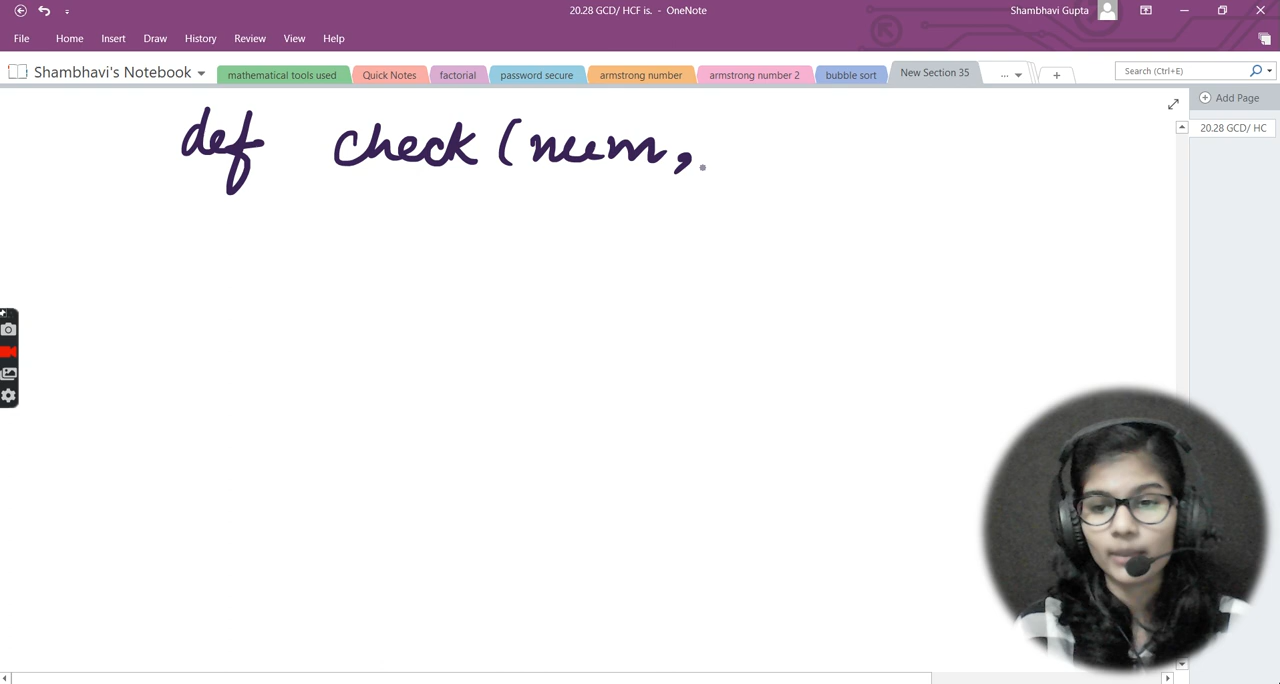 20.28 GCD/ HCF is. - OneNote
Shambhavi Gupta
File Home Insert Draw History Review View Help
Shambhavi's Notebook
mathematical tools used
Quick Notes
factorial
password secure
armstrong number
armstrong number 2
bubble sort
New Section 35
...
Search (Ctrl+E)
Add Page
20.28 GCD/ HC
def check (num,